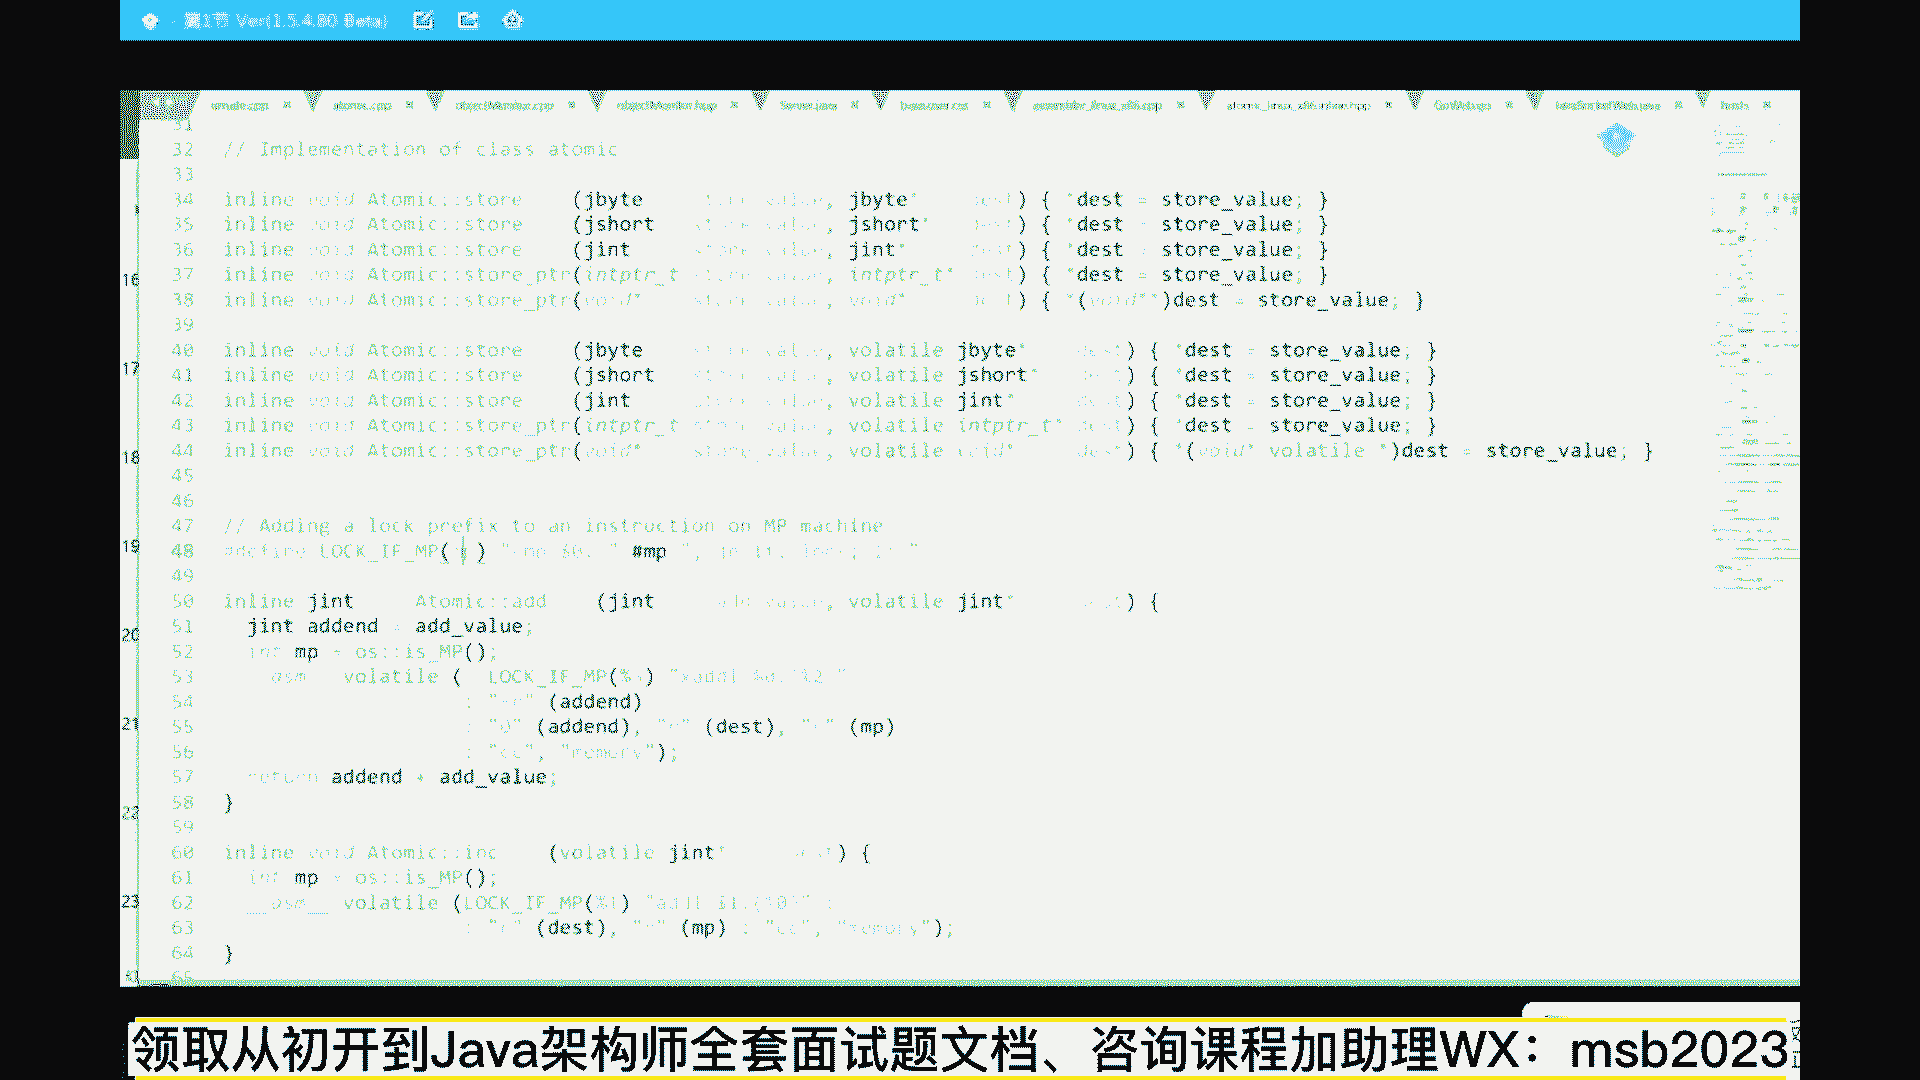 第1节 Ver(1.5.4.80 Beta)
31
32 // Implementation of class atomic
33
34 inline void Atomic::store (jbyte store_value, jbyte* dest) { *dest = store_value; }
35 inline void Atomic::store (jshort store_value, jshort* dest) { *dest = store_value; }
36 inline void Atomic::store (jint store_value, jint* dest) { *dest = store_value; }
37 inline void Atomic::store_ptr(intptr_t store_value, intptr_t* dest) { *dest = store_value; }
38 inline void Atomic::store_ptr(void* store_value, void* dest) { *(void**)dest = store_value; }
39
40 inline void Atomic::store (jbyte store_value, volatile jbyte* dest) { *dest = store_value; }
41 inline void Atomic::store (jshort store_value, volatile jshort* dest) { *dest = store_value; }
42 inline void Atomic::store (jint store_value, volatile jint* dest) { *dest = store_value; }
43 inline void Atomic::store_ptr(intptr_t store_value, volatile intptr_t* dest) { *dest = store_value; }
44 inline void Atomic::store_ptr(void* store_value, volatile void* dest) { *(void* volatile *)dest = store_value; }
45
46
47 // Adding a lock prefix to an instruction on MP machine
48 #define LOCK_IF_MP( ) "cmp $0, " #mp
49
50 inline jint Atomic::add (jint add_value, volatile jint* dest) {
51 jint addend = add_value;
52 int mp = os::is_MP();
53 __asm__ volatile ( LOCK_IF_MP(%3) "xaddl %0,(%2)"
54 : "=r" (addend)
55 : "0" (addend), "r" (dest), "r" (mp)
56 : "cc", "memory");
57 return addend + add_value;
58 }
59
60 inline void Atomic::inc (volatile jint* dest) {
61 int mp = os::is_MP();
62 __asm__ volatile (LOCK_IF_MP(%1) "addl $1,(%0)" :
63 : "r" (dest), "r" (mp) : "cc", "memory");
64 }
65
16
17
18
19
20
21
22
23
领取从初开到Java架构师全套面试题文档、咨询课程加助理WX：msb2023